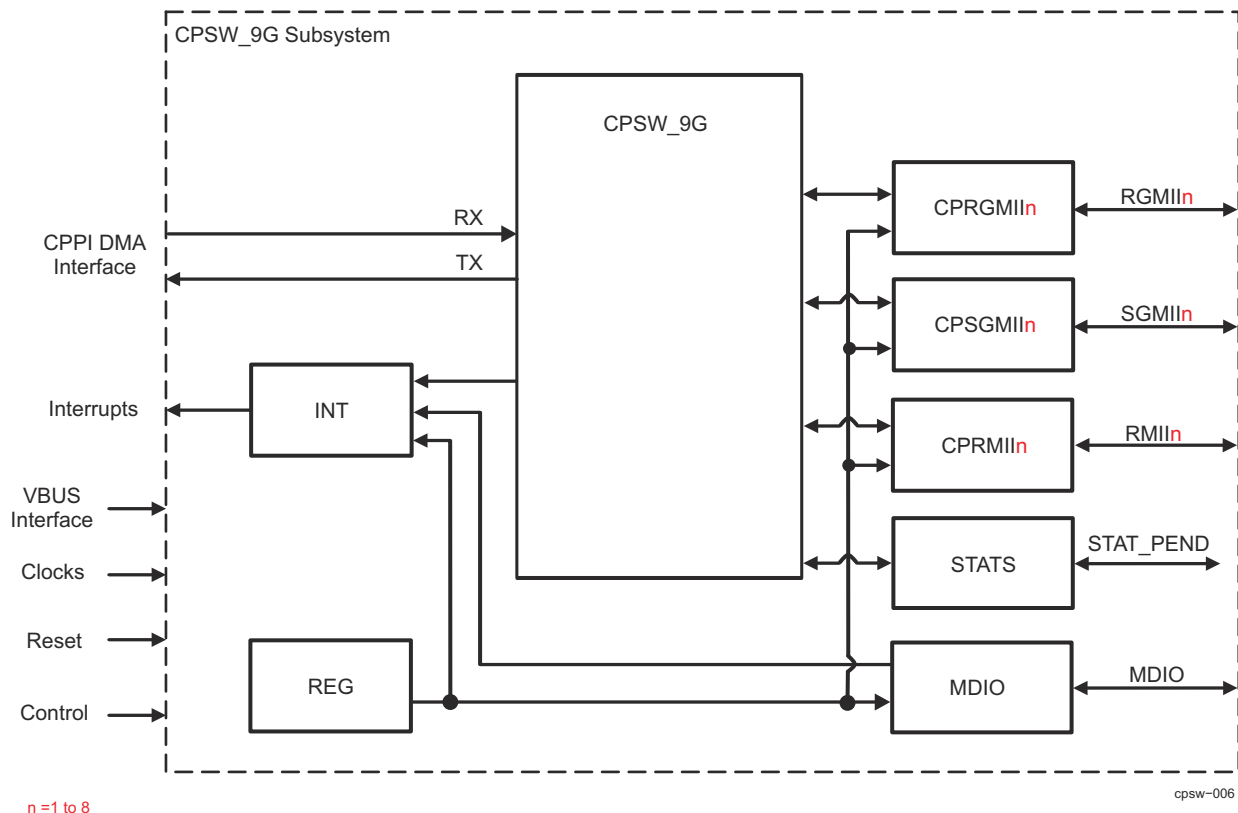 CPSW_9G Subsystem
CPSW_9G
CPRGMIIn
RGMIIn
RX
CPPI DMA
Interface
TX
CPSGMIIn
SGMIIn
Interrupts
INT
CPRMIIn
RMIIn
VBUS
Interface
STATS
STAT_PEND
Clocks
Reset
REG
MDIO
MDIO
Control
cpsw−006
n =1 to 8